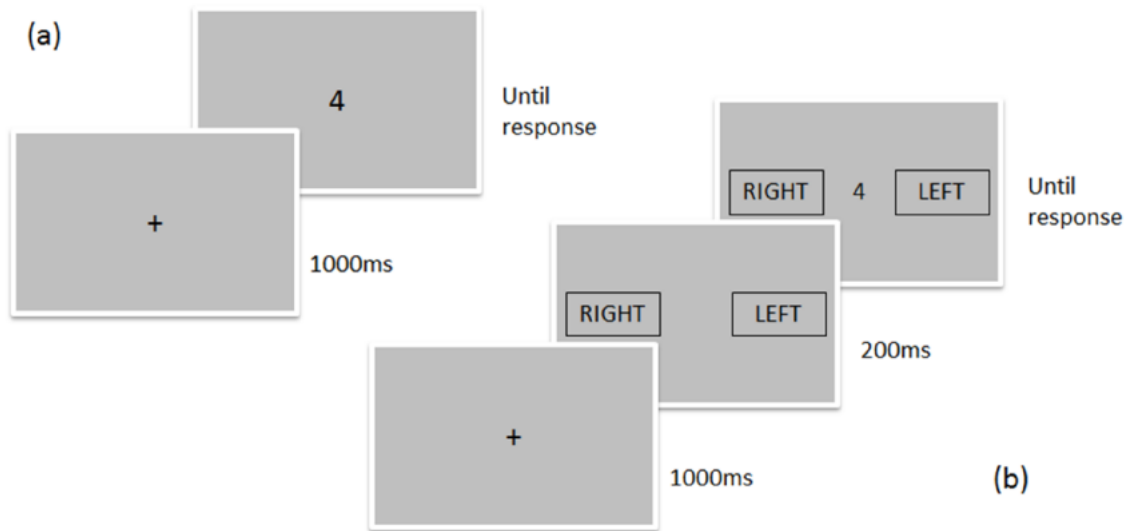 (a)
4
Until
response
+
1000ms
RIGHT 4 LEFT
Until
response
RIGHT LEFT
200ms
+
1000ms
(b)